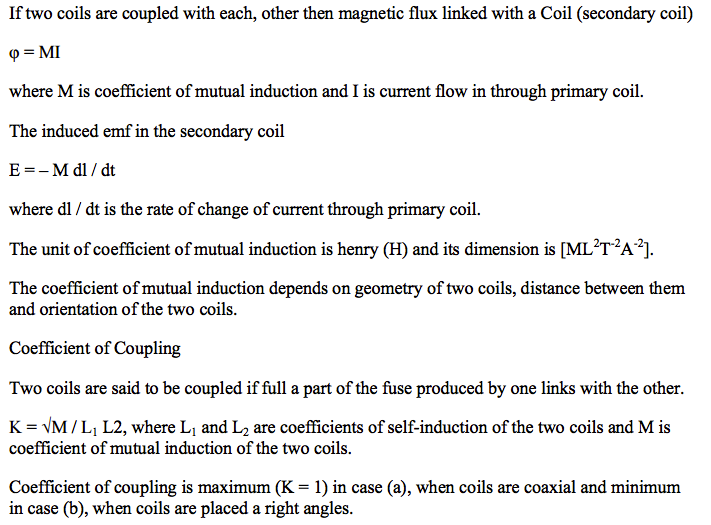 If two coils are coupled with each, other then magnetic flux linked with a Coil (secondary coil)
φ = MI
where M is coefficient of mutual induction and I is current flow in through primary coil.
The induced emf in the secondary coil
E = – M dl / dt
where dl / dt is the rate of change of current through primary coil.
The unit of coefficient of mutual induction is henry (H) and its dimension is [ML²T⁻²A⁻²].
The coefficient of mutual induction depends on geometry of two coils, distance between them
and orientation of the two coils.
Coefficient of Coupling
Two coils are said to be coupled if full a part of the fuse produced by one links with the other.
K = √M / L₁ L2, where L₁ and L₂ are coefficients of self-induction of the two coils and M is
coefficient of mutual induction of the two coils.
Coefficient of coupling is maximum (K = 1) in case (a), when coils are coaxial and minimum
in case (b), when coils are placed a right angles.